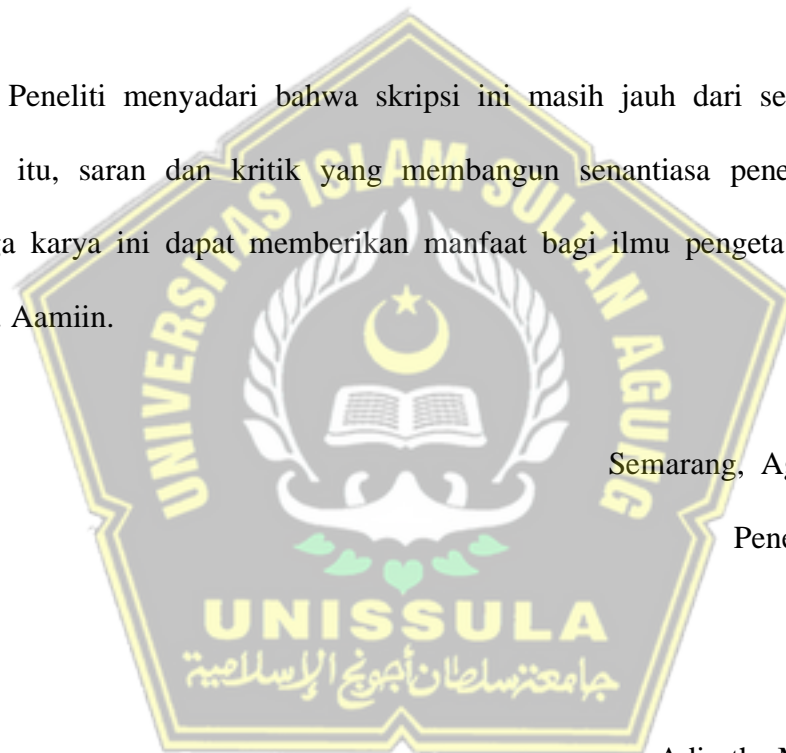 Peneliti menyadari bahwa skripsi ini masih jauh dari se
itu, saran dan kritik yang membangun senantiasa pene
ga karya ini dapat memberikan manfaat bagi ilmu pengeta
Aamiin.
UNIVERSITAS ISLAM SULTAN AGUNG
Semarang, Ag
Pene
UNISSULA
جامعة سلطان أجونج الإسلامية